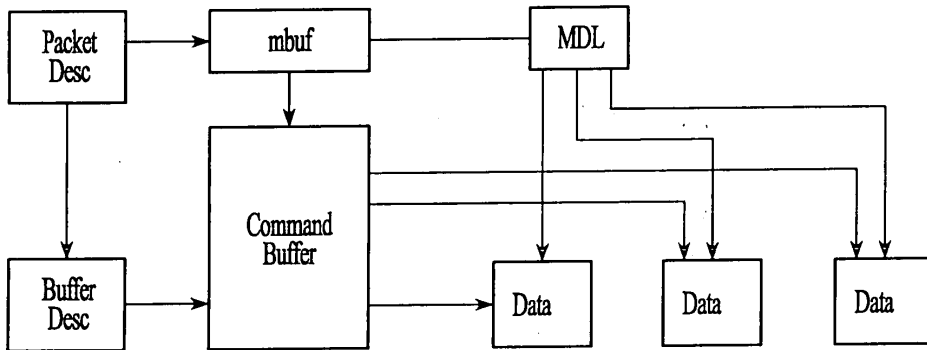 Packet
Desc
mbuf
MDL
Command
Buffer
Buffer
Desc
Data
Data
Data